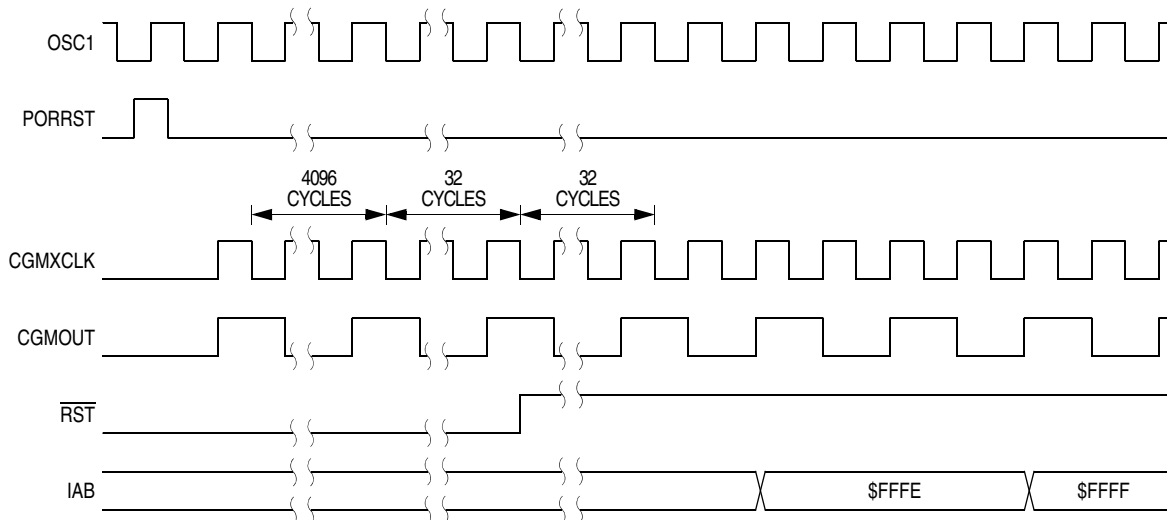 OSC1
PORRST
4096
CYCLES
32
CYCLES
32
CYCLES
CGMXCLK
CGMOUT
RST
IAB
$FFFE
$FFFF